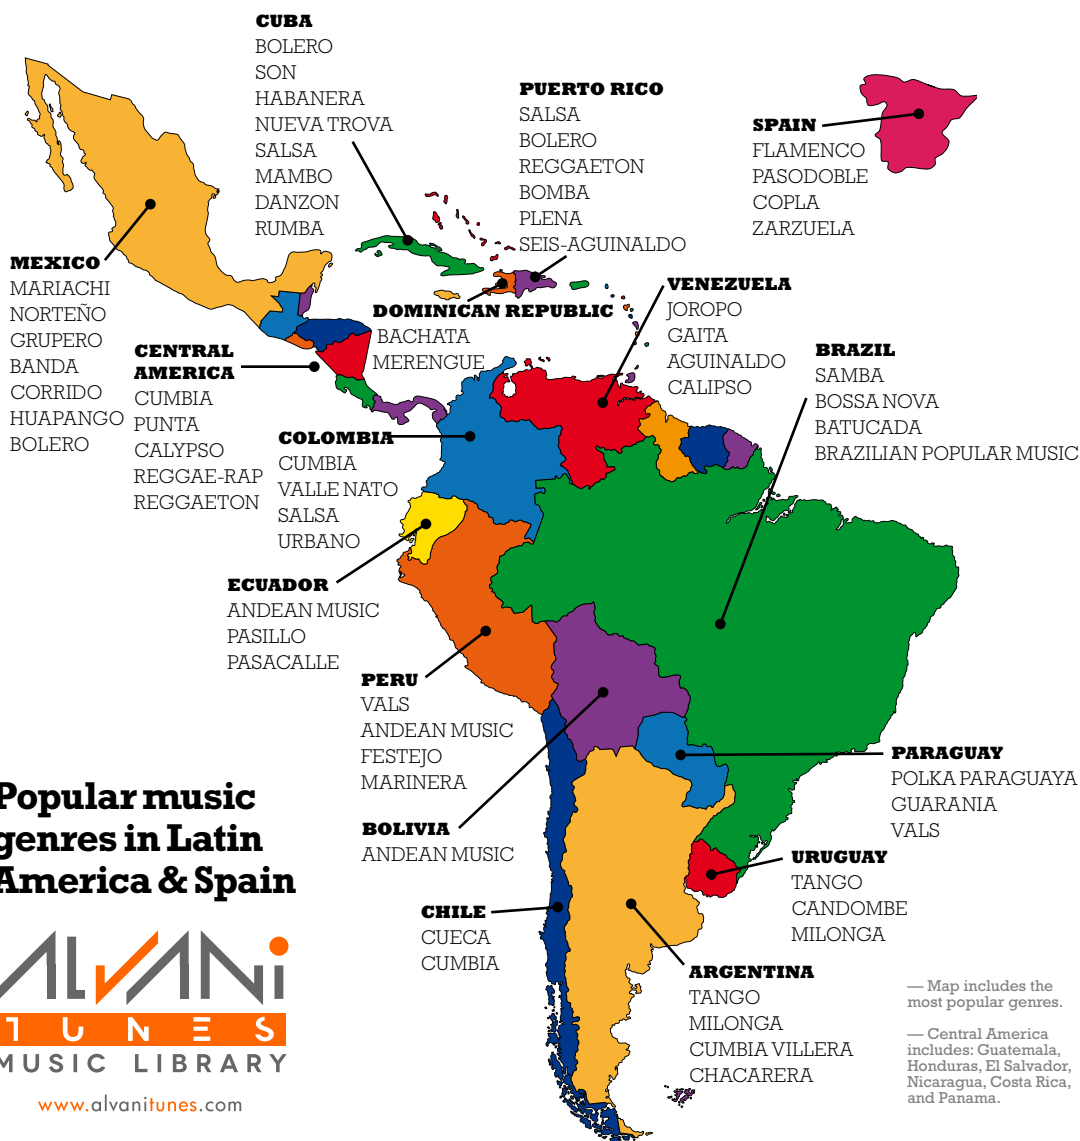 CUBA
BOLERO
SON
HABANERA
NUEVA TROVA
SALSA
MAMBO
DANZON
RUMBA
PUERTO RICO
SALSA
BOLERO
REGGAETON
BOMBA
PLENA
SEIS-AGUINALDO
SPAIN
FLAMENCO
PASODOBLE
COPLA
ZARZUELA
MEXICO
MARIACHI
NORTEÑO
GRUPERO
BANDA
CORRIDO
HUAPANGO
BOLERO
DOMINICAN REPUBLIC
BACHATA
MERENGUE
VENEZUELA
JOROPO
GAITA
AGUINALDO
CALIPSO
CENTRAL
AMERICA
CUMBIA
PUNTA
CALYPSO
REGGAE-RAP
REGGAETON
BRAZIL
SAMBA
BOSSA NOVA
BATUCADA
BRAZILIAN POPULAR MUSIC
COLOMBIA
CUMBIA
VALLE NATO
SALSA
URBANO
ECUADOR
ANDEAN MUSIC
PASILLO
PASACALLE
PERU
VALS
ANDEAN MUSIC
FESTEJO
MARINERA
PARAGUAY
POLKA PARAGUAYA
GUARANIA
VALS
BOLIVIA
ANDEAN MUSIC
URUGUAY
TANGO
CANDOMBE
MILONGA
CHILE
CUECA
CUMBIA
ARGENTINA
TANGO
MILONGA
CUMBIA VILLERA
CHACARERA
Popular music
genres in Latin
America & Spain
ALVANi
TUNES
MUSIC LIBRARY
www.alvanitunes.com
— Map includes the
most popular genres.
— Central America
includes: Guatemala,
Honduras, El Salvador,
Nicaragua, Costa Rica,
and Panama.